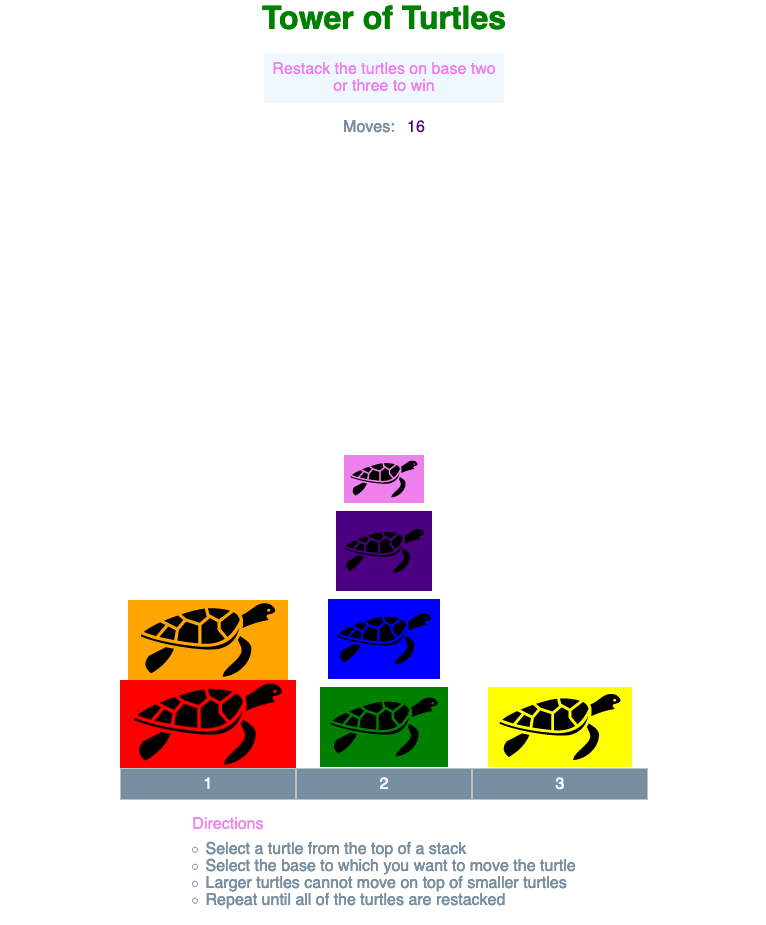 Tower of Turtles
Restack the turtles on base two
or three to win
Moves: 16
1 2 3
Directions
Select a turtle from the top of a stack
Select the base to which you want to move the turtle
Larger turtles cannot move on top of smaller turtles
Repeat until all of the turtles are restacked